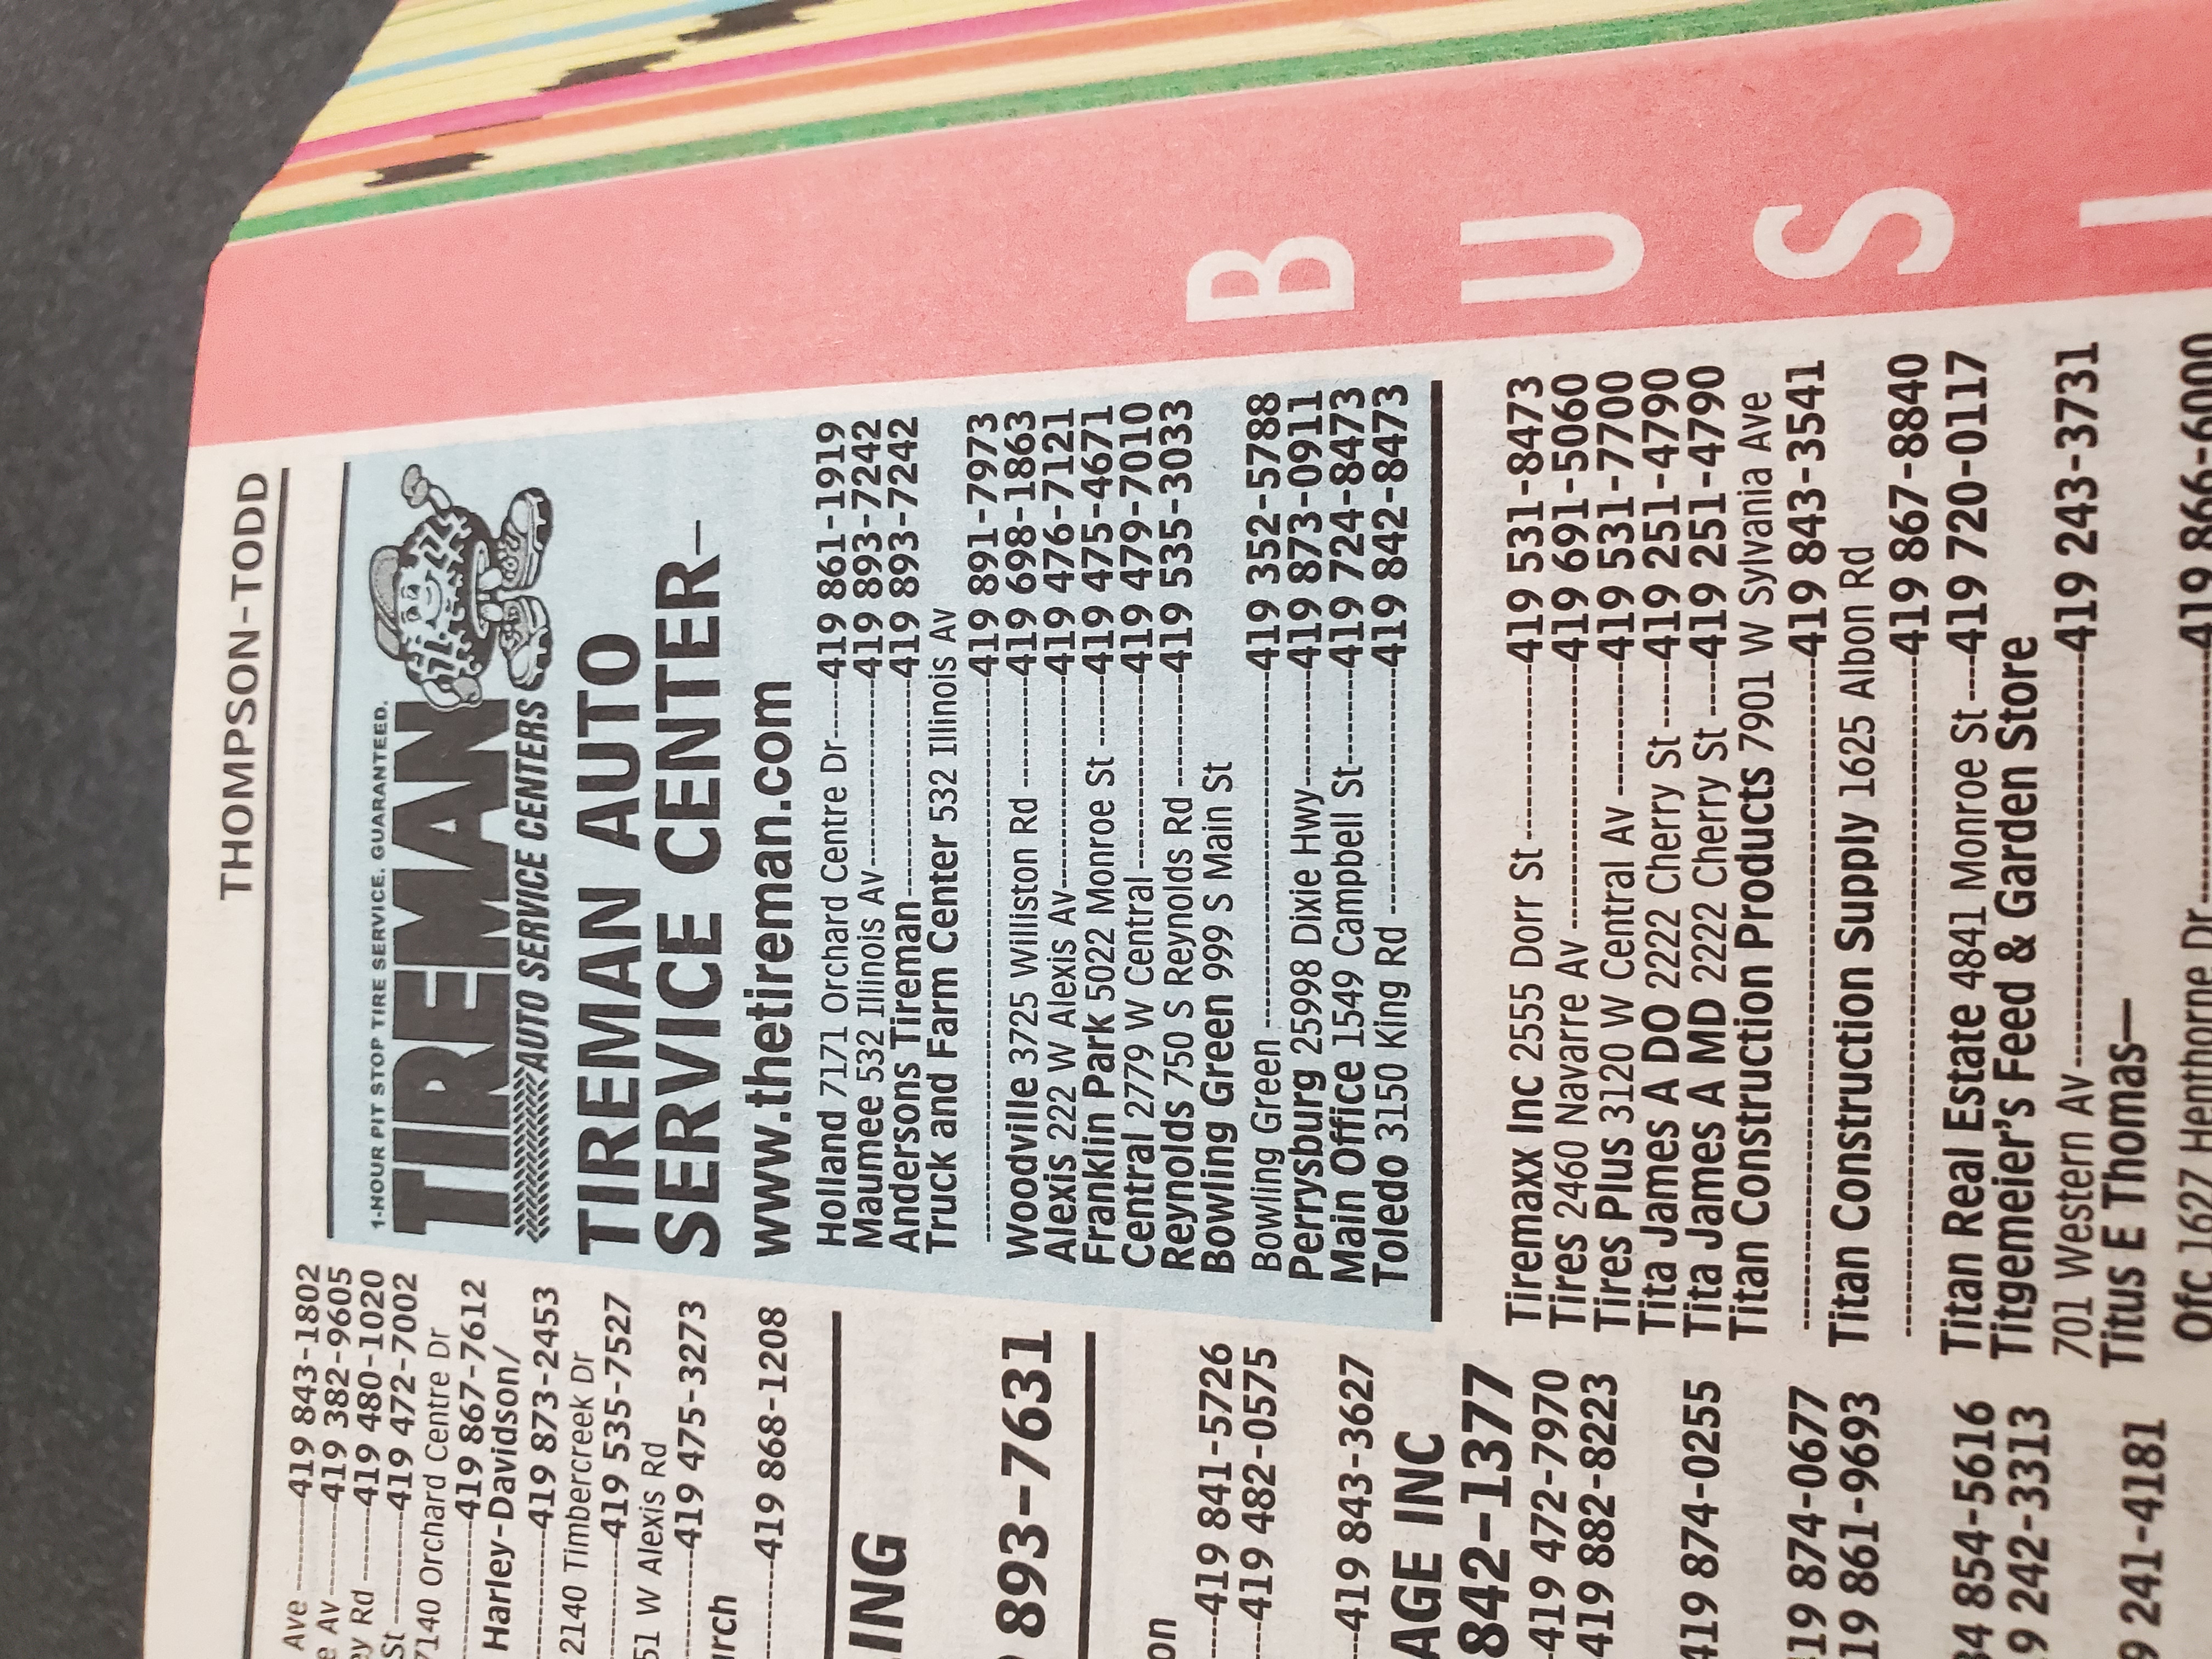 THOMPSON-TODD
Ave ------419 843-1802
Av----------419 382-9605
Rd --------419 480-1020
St-----------419 472-7002
7140 Orchard Centre Dr
----------------419 867-7612
Harley-Davidson/
----------------419 873-2453
2140 Timbercreek Dr
----------------419 535-7527
51 W Alexis Rd
----------------419 475-3273
----------------419 868-1208
893-7631
----419 841-5726
----419 482-0575
----419 843-3627
842-1377
----419 472-7970
419 882-8223
419 874-0255
874-0677
861-9693
854-5616
242-3313
241-4181
1-HOUR PIT STOP TIRE SERVICE. GUARANTEED.
TIREMAN
AUTO SERVICE CENTERS
TIREMAN AUTO
SERVICE CENTER—
www.thetireman.com
Holland 7171 Orchard Centre Dr-----419 861-1919
Maumee 532 Illinois Av----------------------419 893-7242
Andersons Tireman-------------------------419 893-7242
Truck and Farm Center 532 Illinois Av
----------------------------------------419 891-7973
Woodville 3725 Williston Rd ------------419 698-1863
Alexis 222 W Alexis Av-----------------------419 476-7121
Franklin Park 5022 Monroe St -------419 475-4671
Central 2779 W Central---------------------419 479-7010
Reynolds 750 S Reynolds Rd------------419 535-3033
Bowling Green 999 S Main St
Bowling Green --------------------------------419 352-5788
Perrysburg 25998 Dixie Hwy------------419 873-0911
Main Office 1549 Campbell St---------419 724-8473
Toledo 3150 King Rd -----------------------419 842-8473
Tiremaxx Inc 2555 Dorr St ---------------419 531-8473
Tires 2460 Navarre Av -----------------------419 691-5060
Tires Plus 3120 W Central Av ------------419 531-7700
Tita James A DO 2222 Cherry St------419 251-4790
Tita James A MD 2222 Cherry St -----419 251-4790
Titan Construction Products 7901 W Sylvania Ave
----------------------------------------419 843-3541
Titan Construction Supply 1625 Albon Rd
----------------------------------------419 867-8840
Titan Real Estate 4841 Monroe St ----419 720-0117
Titgemeier's Feed & Garden Store
701 Western Av--------------------------------419 243-3731
Titus E Thomas—
Ofc 1627 Henthorne Dr------------------419 866-6000
B
U
S